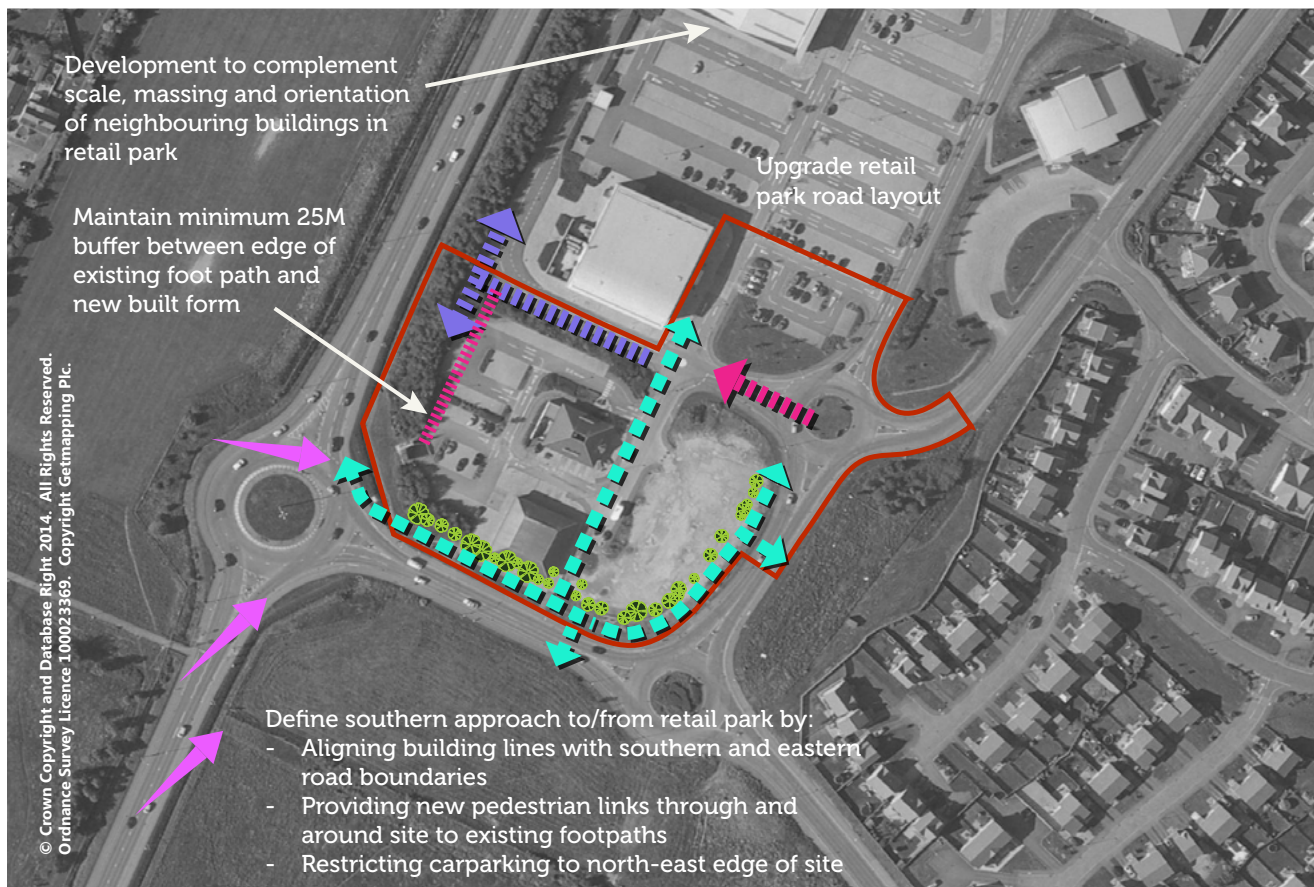 Development to complement
scale, massing and orientation
of neighbouring buildings in
retail park
Upgrade retail
park road layout
Maintain minimum 25M
buffer between edge of
existing foot path and
new built form
© Crown Copyright and Database Right 2014. All Rights Reserved.
Ordnance Survey Licence 100023369.  Copyright Getmapping Plc.
Define southern approach to/from retail park by:
- Aligning building lines with southern and eastern
road boundaries
- Providing new pedestrian links through and
around site to existing footpaths
- Restricting carparking to north-east edge of site